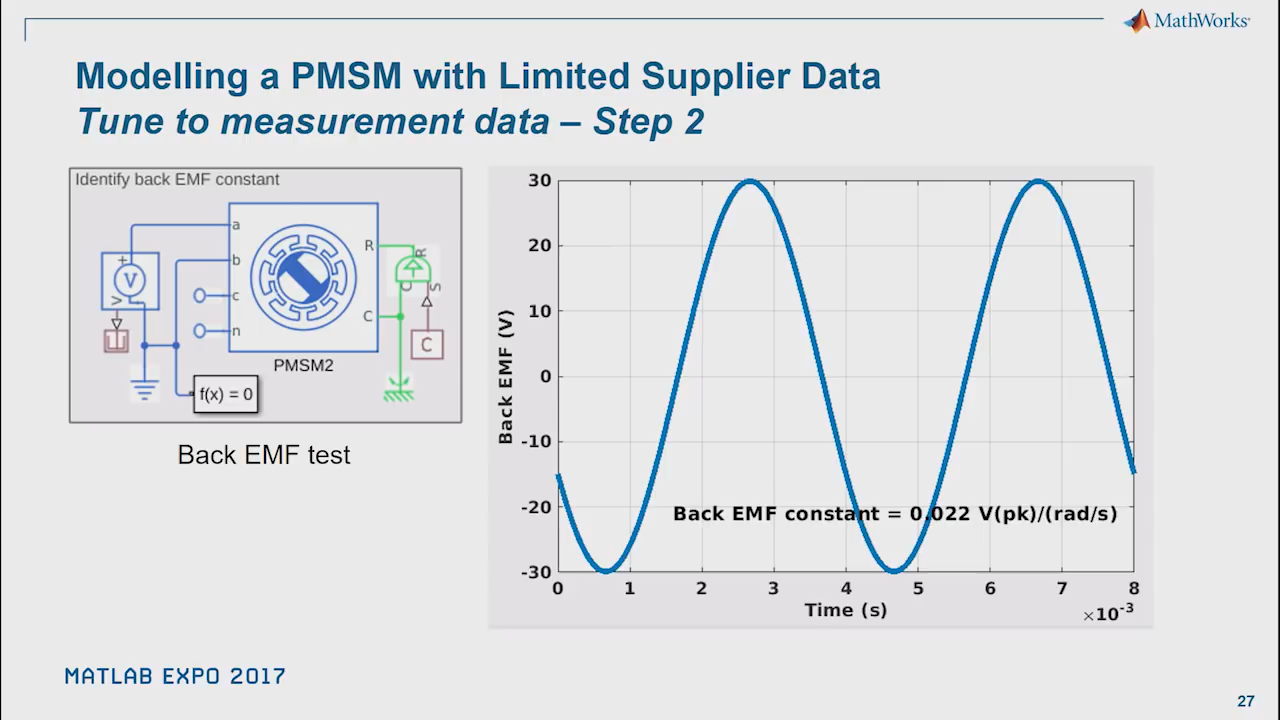 MathWorks
Modelling a PMSM with Limited Supplier Data
Tune to measurement data – Step 2
Identify back EMF constant
a
b
c
n
R
C
V
+
-
V
R
C
S
C
PMSM2
f(x) = 0
Back EMF test
Back EMF (V)
30
20
10
0
-10
-20
-30
Back EMF constant = 0.022 V(pk)/(rad/s)
0 1 2 3 4 5 6 7 8
Time (s)
×10-3
MATLAB EXPO 2017
27